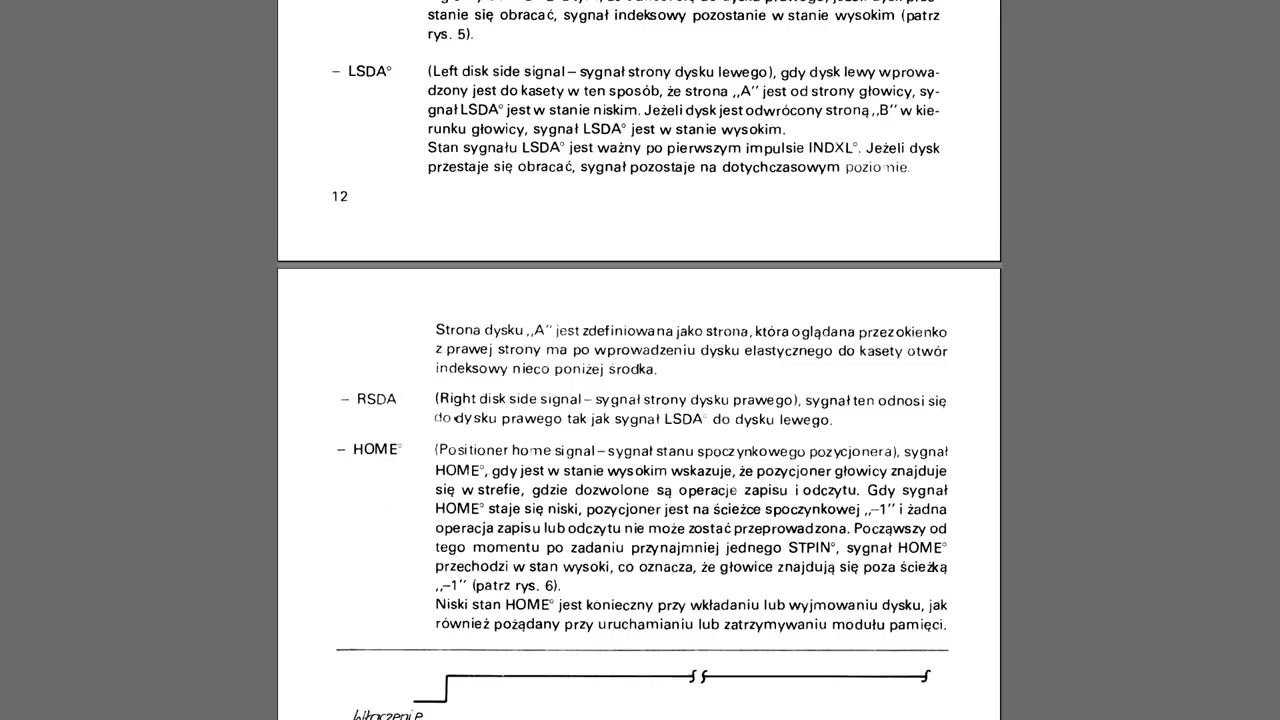 stanie się obracać, sygnał indeksowy pozostanie w stanie wysokim (patrz
rys. 5).
– LSDA° (Left disk side signal – sygnał strony dysku lewego), gdy dysk lewy wprowa-
dzony jest do kasety w ten sposób, że strona ,,A'' jest od strony głowicy, sy-
gnał LSDA° jest w stanie niskim. Jeżeli dysk jest odwrócony stroną ,,B'' w kie-
runku głowicy, sygnał LSDA° jest w stanie wysokim.
Stan sygnału LSDA° jest ważny po pierwszym impulsie INDXL°. Jeżeli dysk
przestaje się obracać, sygnał pozostaje na dotychczasowym poziomie.
12
Strona dysku ,,A'' jest zdefiniowana jako strona, która oglądana przez okienko
z prawej strony ma po wprowadzeniu dysku elastycznego do kasety otwór
indeksowy nieco poniżej środka.
– RSDA (Right disk side signal – sygnał strony dysku prawego), sygnał ten odnosi się
do dysku prawego tak jak sygnał LSDA° do dysku lewego.
– HOME° (Positioner home signal – sygnał stanu spoczynkowego pozycjonera), sygnał
HOME°, gdy jest w stanie wysokim wskazuje, że pozycjoner głowicy znajduje
się w strefie, gdzie dozwolone są operacje zapisu i odczytu. Gdy sygnał
HOME° staje się niski, pozycjoner jest na ścieżce spoczynkowej ,,–1'' i żadna
operacja zapisu lub odczytu nie może zostać przeprowadzona. Począwszy od
tego momentu po zadaniu przynajmniej jednego STPIN°, sygnał HOME°
przechodzi w stan wysoki, co oznacza, że głowice znajdują się poza ścieżką
,,–1'' (patrz rys. 6).
Niski stan HOME° jest konieczny przy wkładaniu lub wyjmowaniu dysku, jak
również pożądany przy uruchamianiu lub zatrzymywaniu modułu pamięci.
Włączenie